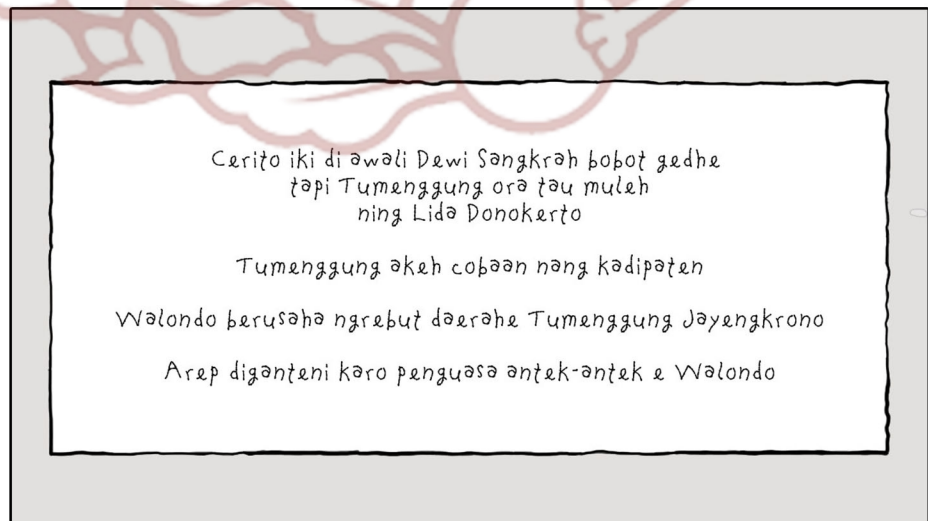 Cerito iki di awali Dewi Sangkrah bobot gedhe
tapi Tumenggung ora tau muleh
ning Lida Donokerto
Tumenggung akeh cobaan nang kadipaten
Walondo berusaha ngrebut daerahe Tumenggung Jayengkrono
Arep diganteni karo penguasa antek-antek e Walondo